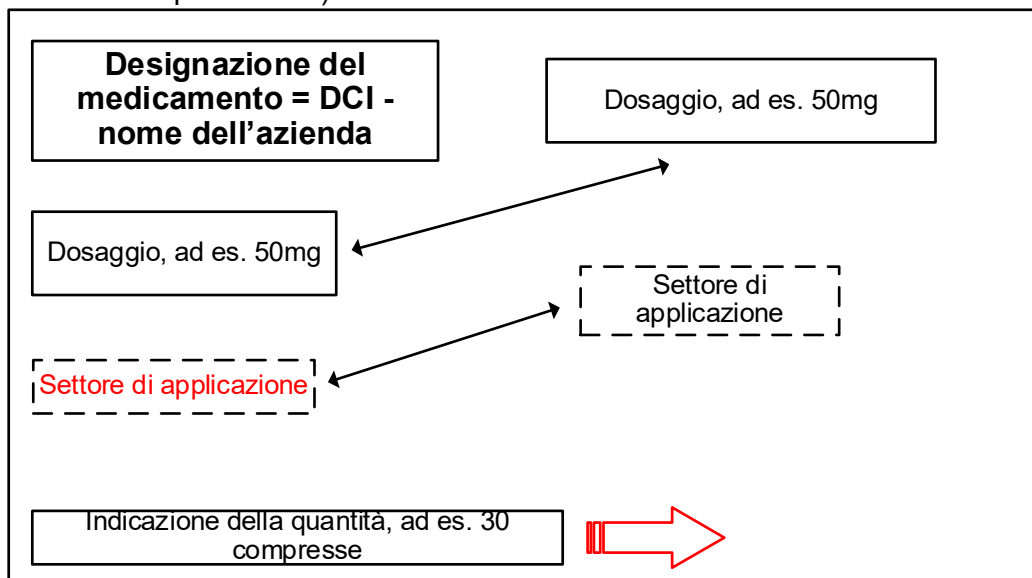 Designazione del
medicamento = DCI -
nome dell’azienda
Dosaggio, ad es. 50mg
Dosaggio, ad es. 50mg
Settore di
applicazione
Settore di applicazione
Indicazione della quantità, ad es. 30
compresse